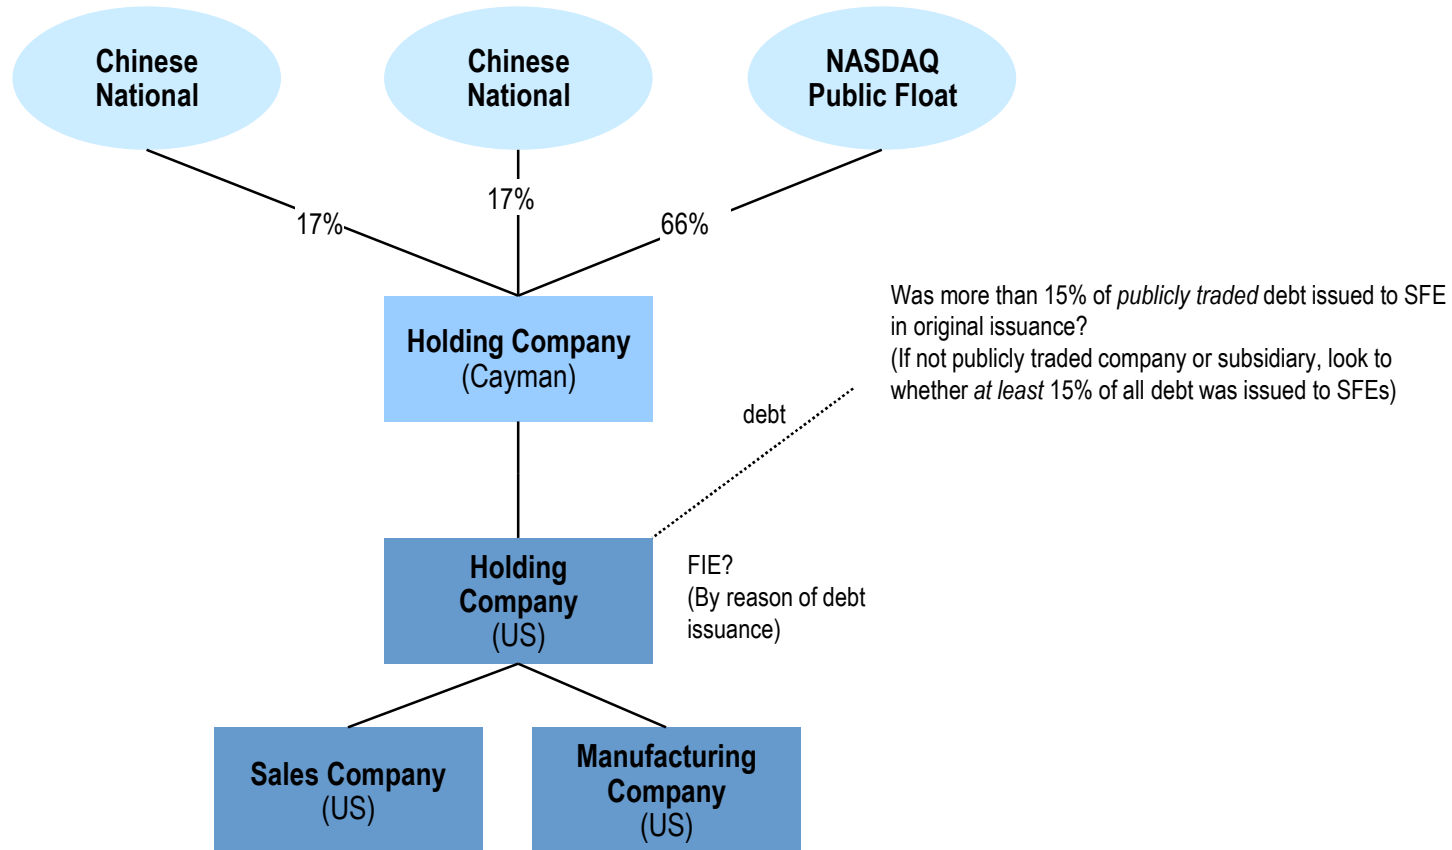 Chinese
National
Chinese
National
NASDAQ
Public Float
17%
17%
66%
Holding Company
(Cayman)
Was more than 15% of publicly traded debt issued to SFE
in original issuance?
(If not publicly traded company or subsidiary, look to
whether at least 15% of all debt was issued to SFEs)
debt
Holding
Company
(US)
FIE?
(By reason of debt
issuance)
Sales Company
(US)
Manufacturing
Company
(US)